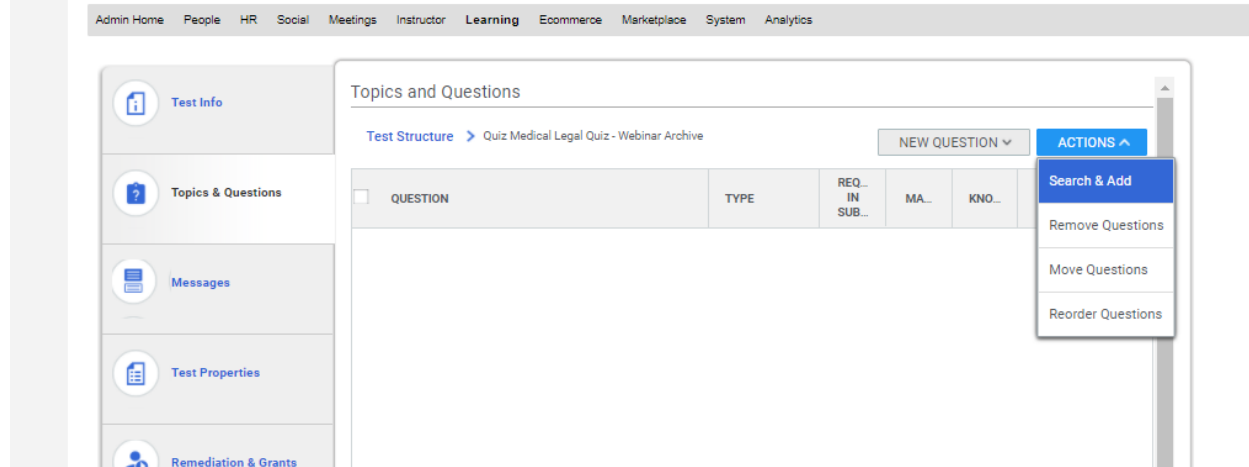 Admin Home People HR Social Meetings Instructor Learning Ecommerce Marketplace System Analytics
Test Info
Topics & Questions
Messages
Test Properties
Remediation & Grants
Topics and Questions
Test Structure > Quiz Medical Legal Quiz - Webinar Archive
NEW QUESTION
ACTIONS
QUESTION
TYPE
REQ...
IN
SUB...
MA...
KNO...
Search & Add
Remove Questions
Move Questions
Reorder Questions